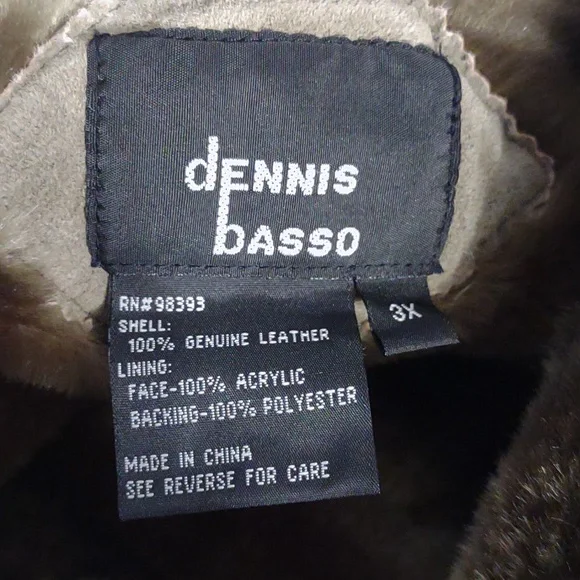 dENNIS
bASSO
RN#98393
SHELL:
100% GENUINE LEATHER
LINING:
FACE-100% ACRYLIC
BACKING-100% POLYESTER
MADE IN CHINA
SEE REVERSE FOR CARE
3X